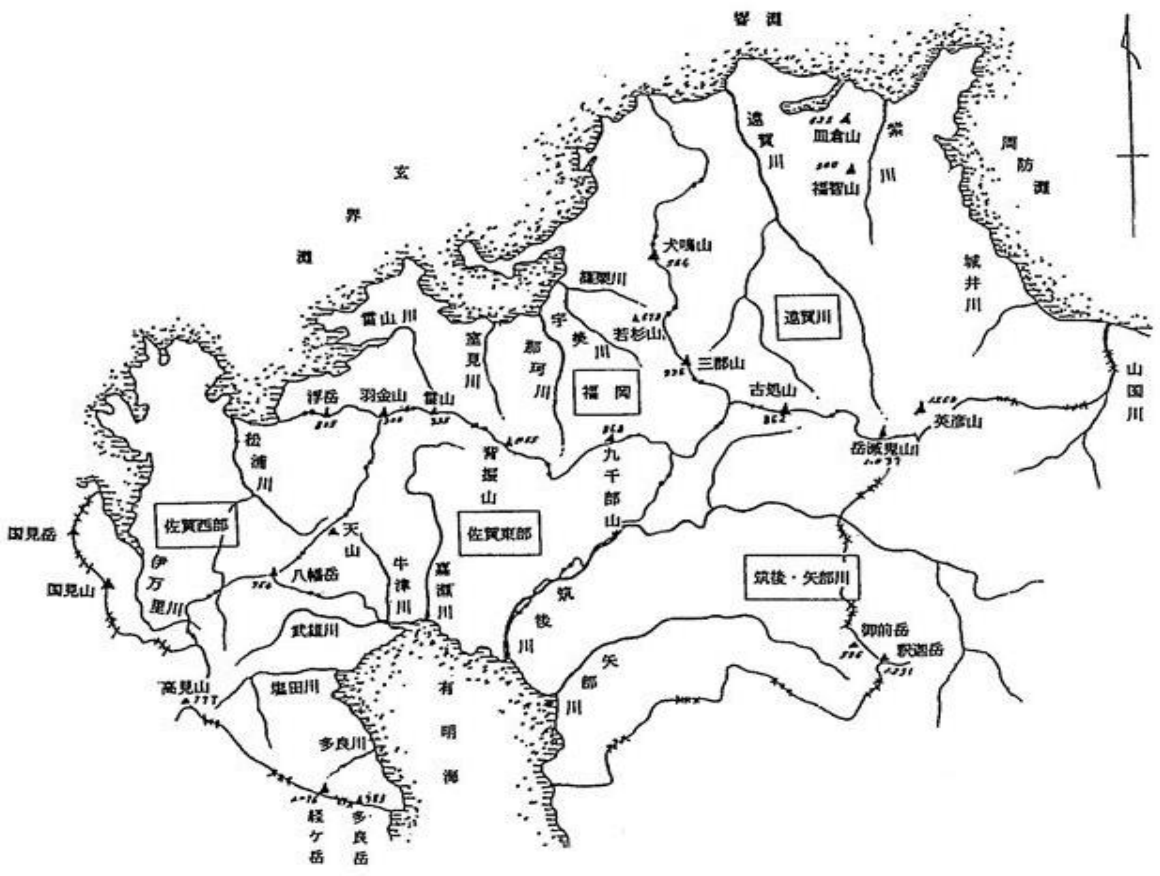 響灘
玄界灘
周防灘
遠賀川
皿倉山
紫川
福智山
犬鳴山
城井川
篠栗川
宇美川
若杉山
遠賀川
雷山川
室見川
那珂川
三郡山
山国川
福岡
古処山
浮岳
羽金山
雷山
英彦山
岳滅鬼山
松浦川
背振山
九千部山
佐賀西部
天山
佐賀東部
国見岳
伊万里川
八幡岳
牛津川
嘉瀬川
筑後・矢部川
国見山
筑後川
武雄川
御前岳
釈迦岳
矢部川
高見山
塩田川
有明海
多良川
経ケ岳
多良岳